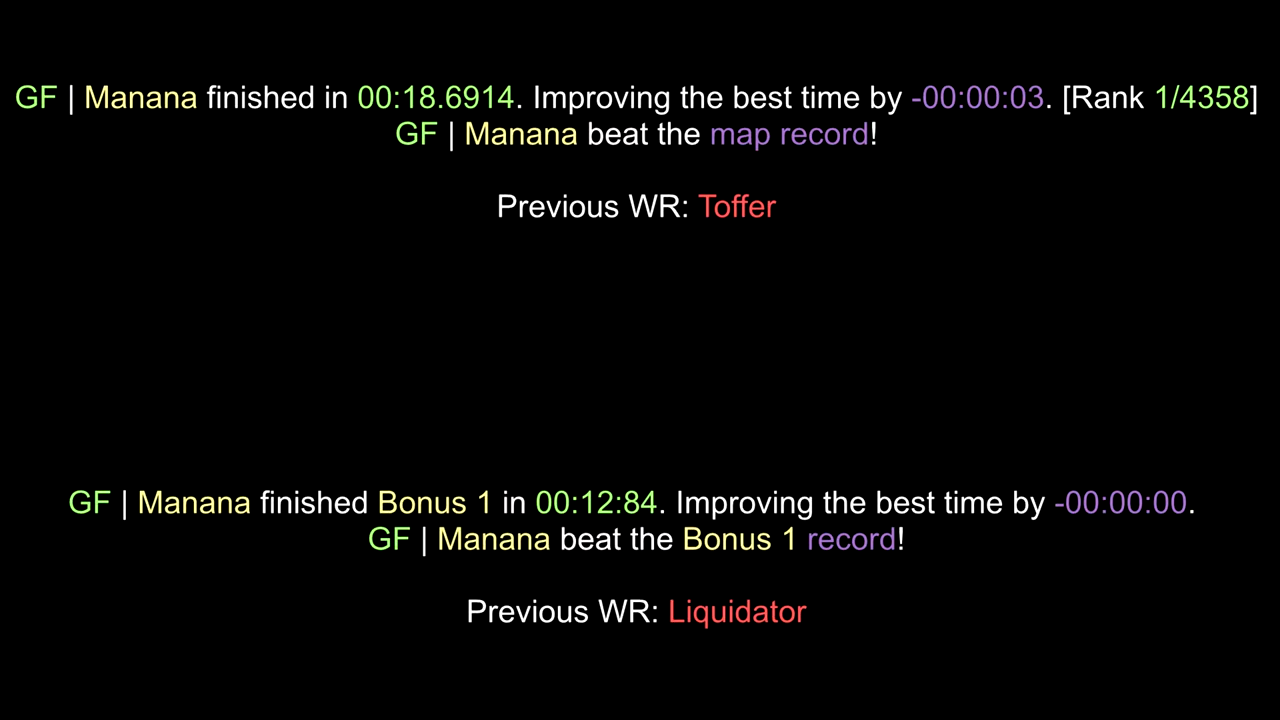 GF | Manana finished in 00:18.6914. Improving the best time by -00:00:03. [Rank 1/4358]
GF | Manana beat the map record!
Previous WR: Toffer
GF | Manana finished Bonus 1 in 00:12:84. Improving the best time by -00:00:00.
GF | Manana beat the Bonus 1 record!
Previous WR: Liquidator